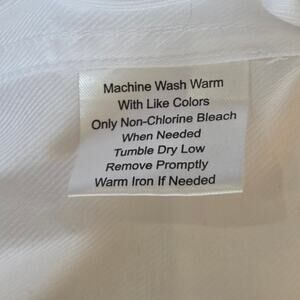 Machine Wash Warm
With Like Colors
Only Non-Chlorine Bleach
When Needed
Tumble Dry Low
Remove Promptly
Warm Iron If Needed